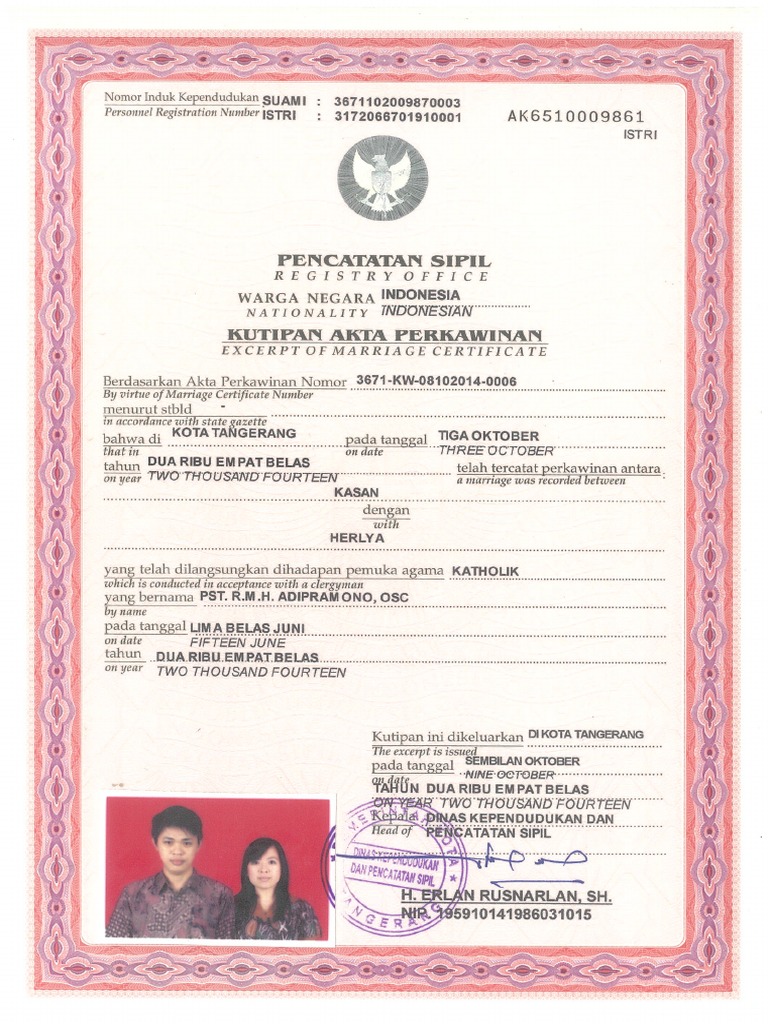 Nomor Induk Kependudukan SUAMI : 3671102009870003
Personnel Registration Number ISTRI : 3172066701910001
AK6510009861
ISTRI
PENCATATAN SIPIL
REGISTRY OFFICE
WARGA NEGARA INDONESIA
NATIONALITY INDONESIAN
KUTIPAN AKTA PERKAWINAN
EXCERPT OF MARRIAGE CERTIFICATE
Berdasarkan Akta Perkawinan Nomor 3671-KW-08102014-0006
By virtue of Marriage Certificate Number
menurut stbld -
in accordance with state gazette
bahwa di KOTA TANGERANG pada tanggal TIGA OKTOBER
that in on date THREE OCTOBER
tahun DUA RIBU EMPAT BELAS telah tercatat perkawinan antara :
on year TWO THOUSAND FOURTEEN a marriage was recorded between
KASAN
dengan
with
HERLYA
yang telah dilangsungkan dihadapan pemuka agama KATHOLIK
which is conducted in acceptance with a clergyman
yang bernama PST. R.M.H. ADIPRAMONO, OSC
by name
pada tanggal LIMA BELAS JUNI
on date FIFTEEN JUNE
tahun DUA RIBU EMPAT BELAS
on year TWO THOUSAND FOURTEEN
Kutipan ini dikeluarkan DI KOTA TANGERANG
The excerpt is issued
pada tanggal SEMBILAN OKTOBER
on date NINE OCTOBER
TAHUN DUA RIBU EMPAT BELAS
ON YEAR TWO THOUSAND FOURTEEN
Kepala DINAS KEPENDUDUKAN DAN
Head of PENCATATAN SIPIL
PEMERINTAH KOTA
DINAS KEPENDUDUKAN
DAN PENCATATAN SIPIL
TANGERANG
H. ERLAN RUSNARLAN, SH.
NIP. 195910141986031015